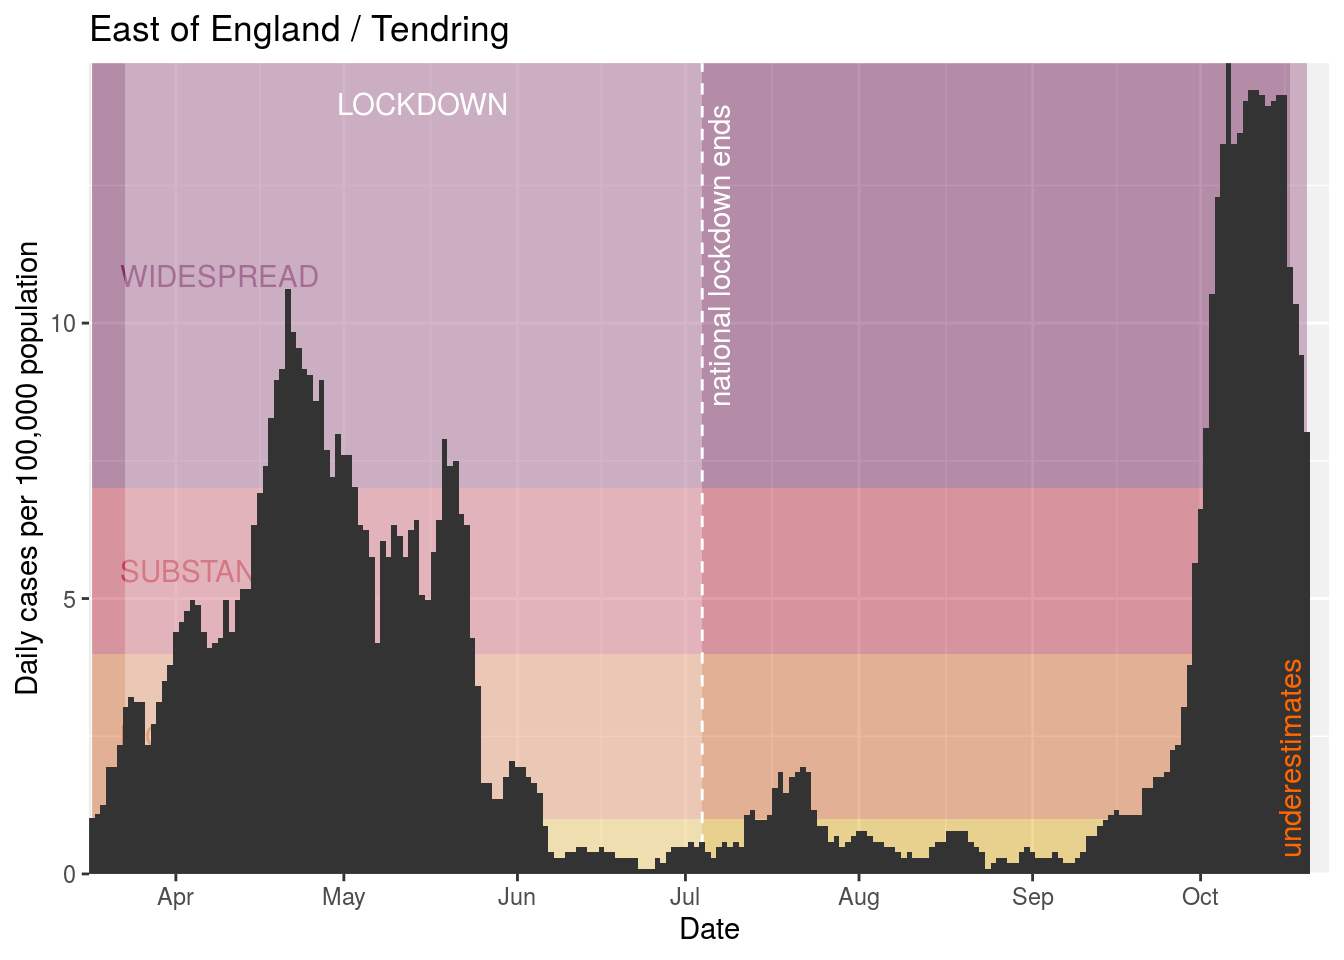 East of England / Tendring
LOCKDOWN
national lockdown ends
WIDESPREAD
SUBSTAN
underestimates
Daily cases per 100,000 population
10
5
0
Apr
May
Jun
Jul
Aug
Sep
Oct
Date